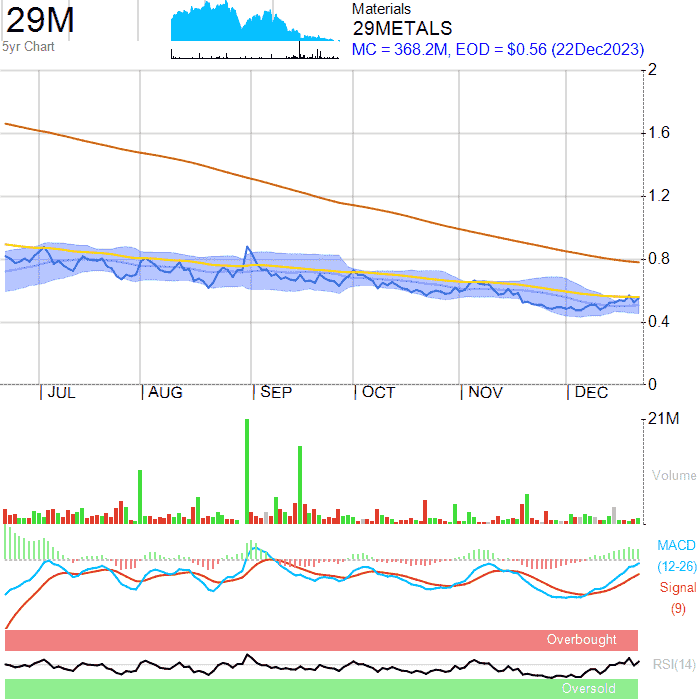 29M
5yr Chart
Materials
29METALS
MC = 368.2M, EOD = $0.56 (22Dec2023)
2
1.6
1.2
0.8
0.4
0
JUL AUG SEP OCT NOV DEC
21M
Volume
MACD
(12-26)
Signal
(9)
Overbought
RSI(14)
Oversold